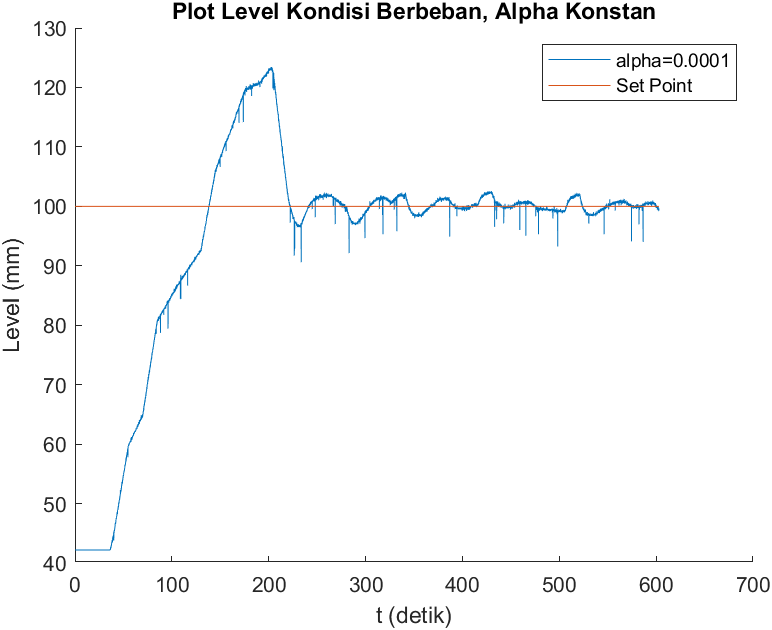 Plot Level Kondisi Berbeban, Alpha Konstan
130
120
110
100
90
80
70
60
50
40
Level (mm)
alpha=0.0001
Set Point
0 100 200 300 400 500 600 700
t (detik)